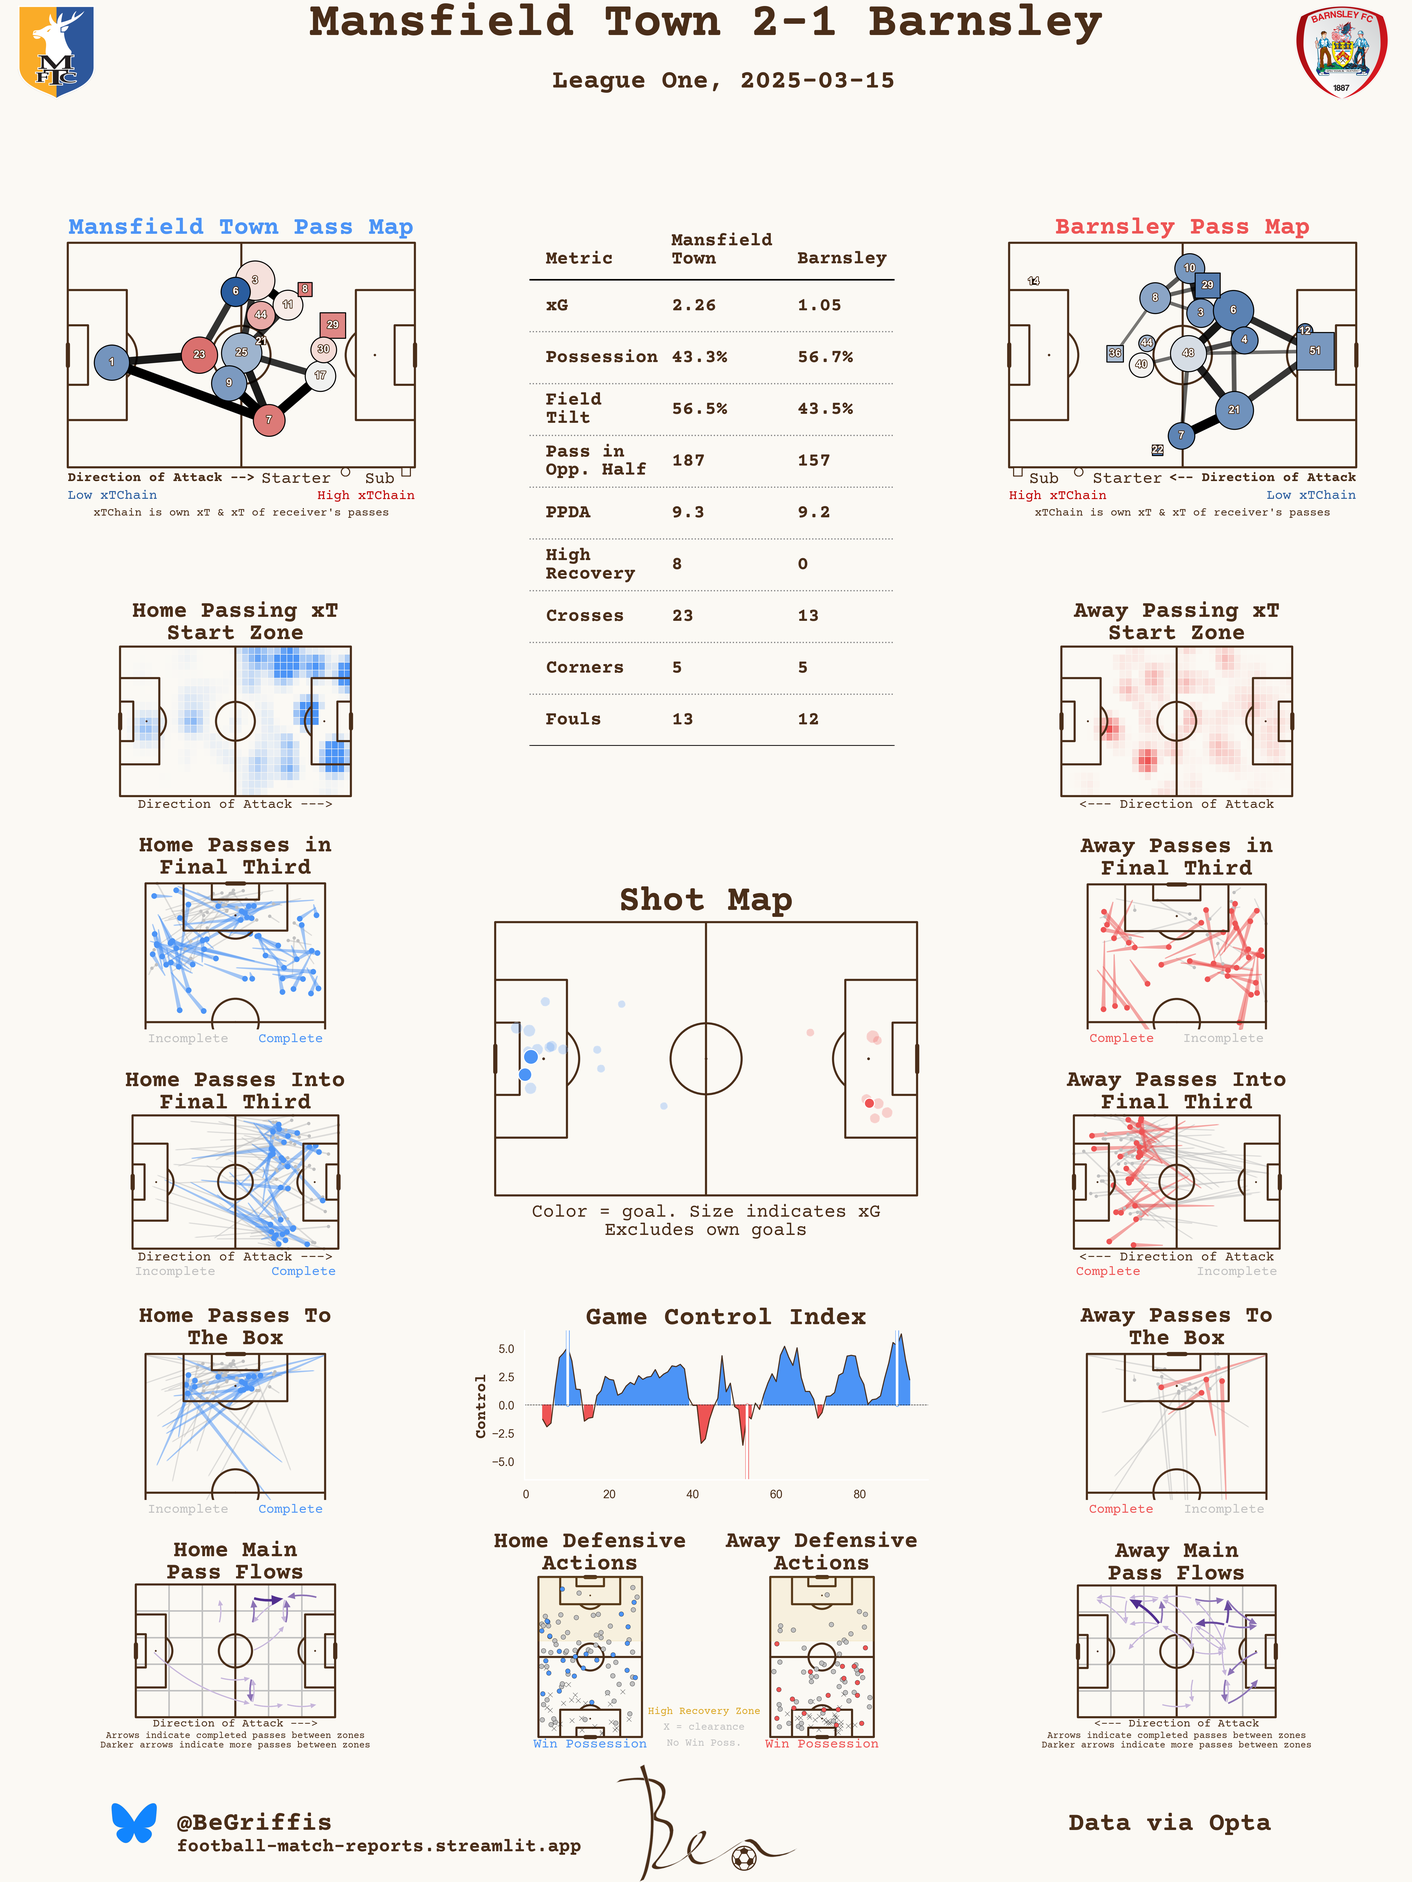 Mansfield Town 2-1 Barnsley
League One, 2025-03-15
MFTC
BARNSLEY FC
1887
Mansfield Town Pass Map
1
23
6
3
8
11
44
21
29
25
30
9
17
7
Direction of Attack --> Starter Sub
Low xTChain High xTChain
xTChain is own xT & xT of receiver's passes
Metric Mansfield Town Barnsley
xG 2.26 1.05
Possession 43.3% 56.7%
Field Tilt 56.5% 43.5%
Pass in Opp. Half 187 157
PPDA 9.3 9.2
High Recovery 8 0
Crosses 23 13
Corners 5 5
Fouls 13 12
Barnsley Pass Map
14
10
29
8
3
6
12
36
44
4
48
51
40
21
7
22
Sub Starter <-- Direction of Attack
High xTChain Low xTChain
xTChain is own xT & xT of receiver's passes
Home Passing xT
Start Zone
Direction of Attack --->
Away Passing xT
Start Zone
<--- Direction of Attack
Home Passes in
Final Third
Incomplete Complete
Away Passes in
Final Third
Complete Incomplete
Shot Map
Color = goal. Size indicates xG
Excludes own goals
Home Passes Into
Final Third
Direction of Attack --->
Incomplete Complete
Away Passes Into
Final Third
<--- Direction of Attack
Complete Incomplete
Home Passes To
The Box
Incomplete Complete
Game Control Index
Control
5.0
2.5
0.0
−2.5
−5.0
0 20 40 60 80
Away Passes To
The Box
Complete Incomplete
Home Main
Pass Flows
Direction of Attack --->
Arrows indicate completed passes between zones
Darker arrows indicate more passes between zones
Home Defensive
Actions
Win Possession
High Recovery Zone
X = clearance
No Win Poss.
Away Defensive
Actions
Win Possession
Away Main
Pass Flows
<--- Direction of Attack
Arrows indicate completed passes between zones
Darker arrows indicate more passes between zones
@BeGriffis
football-match-reports.streamlit.app
Ben
Data via Opta